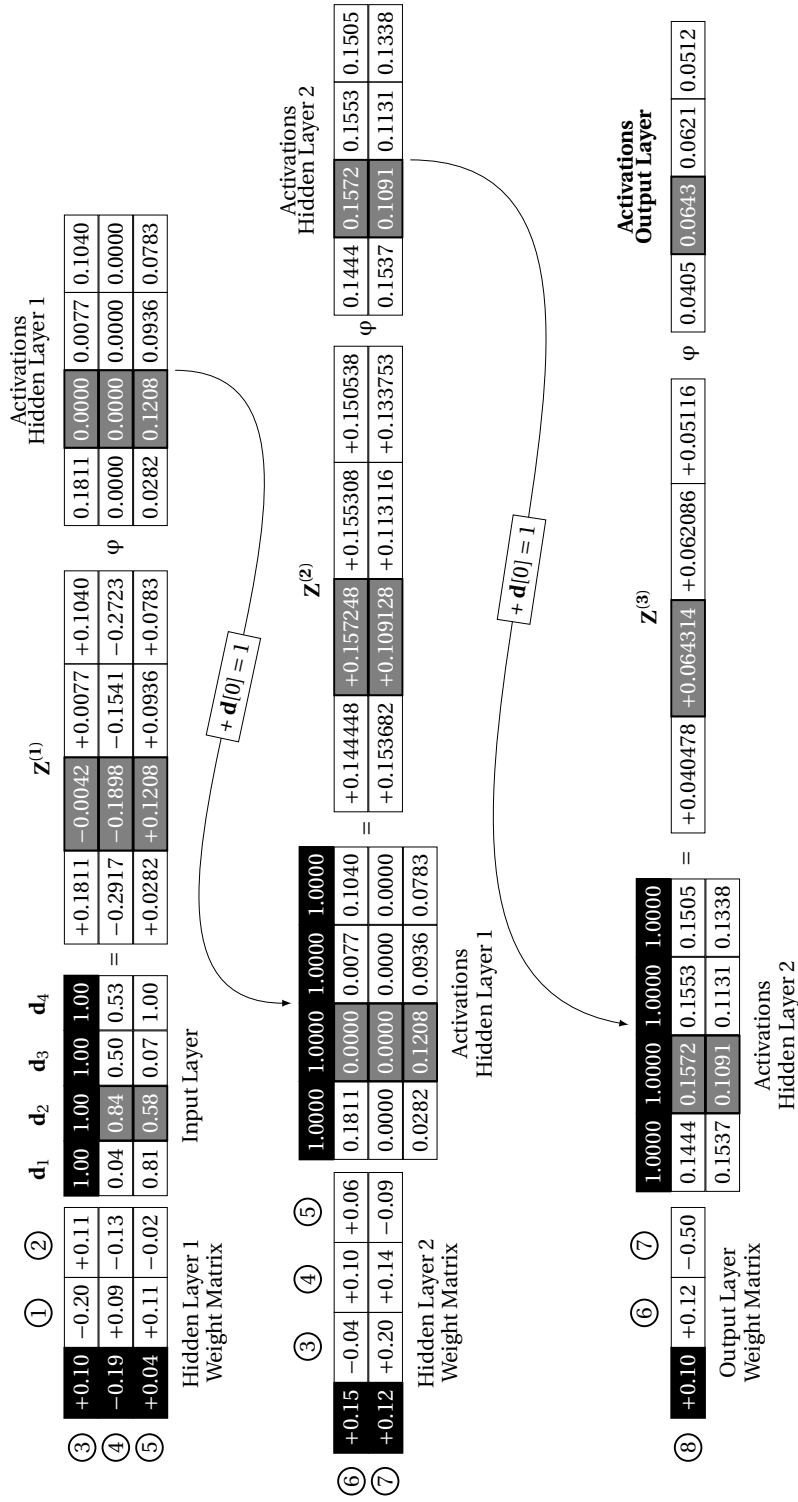 ① ②
③ +0.10 −0.20 +0.11
④ −0.19 +0.09 −0.13
⑤ +0.04 +0.11 −0.02
Hidden Layer 1
Weight Matrix
d₁ d₂ d₃ d₄
1.00 1.00 1.00 1.00
0.04 0.84 0.50 0.53
0.81 0.58 0.07 1.00
Input Layer
=
Z⁽¹⁾
+0.1811 −0.0042 +0.0077 +0.1040
−0.2917 −0.1898 −0.1541 −0.2723
+0.0282 +0.1208 +0.0936 +0.0783
φ
Activations
Hidden Layer 1
0.1811 0.0000 0.0077 0.1040
0.0000 0.0000 0.0000 0.0000
0.0282 0.1208 0.0936 0.0783
+ d[0] = 1
③ ④ ⑤
⑥ +0.15 −0.04 +0.10 +0.06
⑦ +0.12 +0.20 +0.14 −0.09
Hidden Layer 2
Weight Matrix
1.0000 1.0000 1.0000 1.0000
0.1811 0.0000 0.0077 0.1040
0.0000 0.0000 0.0000 0.0000
0.0282 0.1208 0.0936 0.0783
Activations
Hidden Layer 1
=
Z⁽²⁾
+0.144448 +0.157248 +0.155308 +0.150538
+0.153682 +0.109128 +0.113116 +0.133753
φ
Activations
Hidden Layer 2
0.1444 0.1572 0.1553 0.1505
0.1537 0.1091 0.1131 0.1338
+ d[0] = 1
⑥ ⑦
⑧ +0.10 +0.12 −0.50
Output Layer
Weight Matrix
1.0000 1.0000 1.0000 1.0000
0.1444 0.1572 0.1553 0.1505
0.1537 0.1091 0.1131 0.1338
Activations
Hidden Layer 2
=
Z⁽³⁾
+0.040478 +0.064314 +0.062086 +0.05116
φ
Activations
Output Layer
0.0405 0.0643 0.0621 0.0512